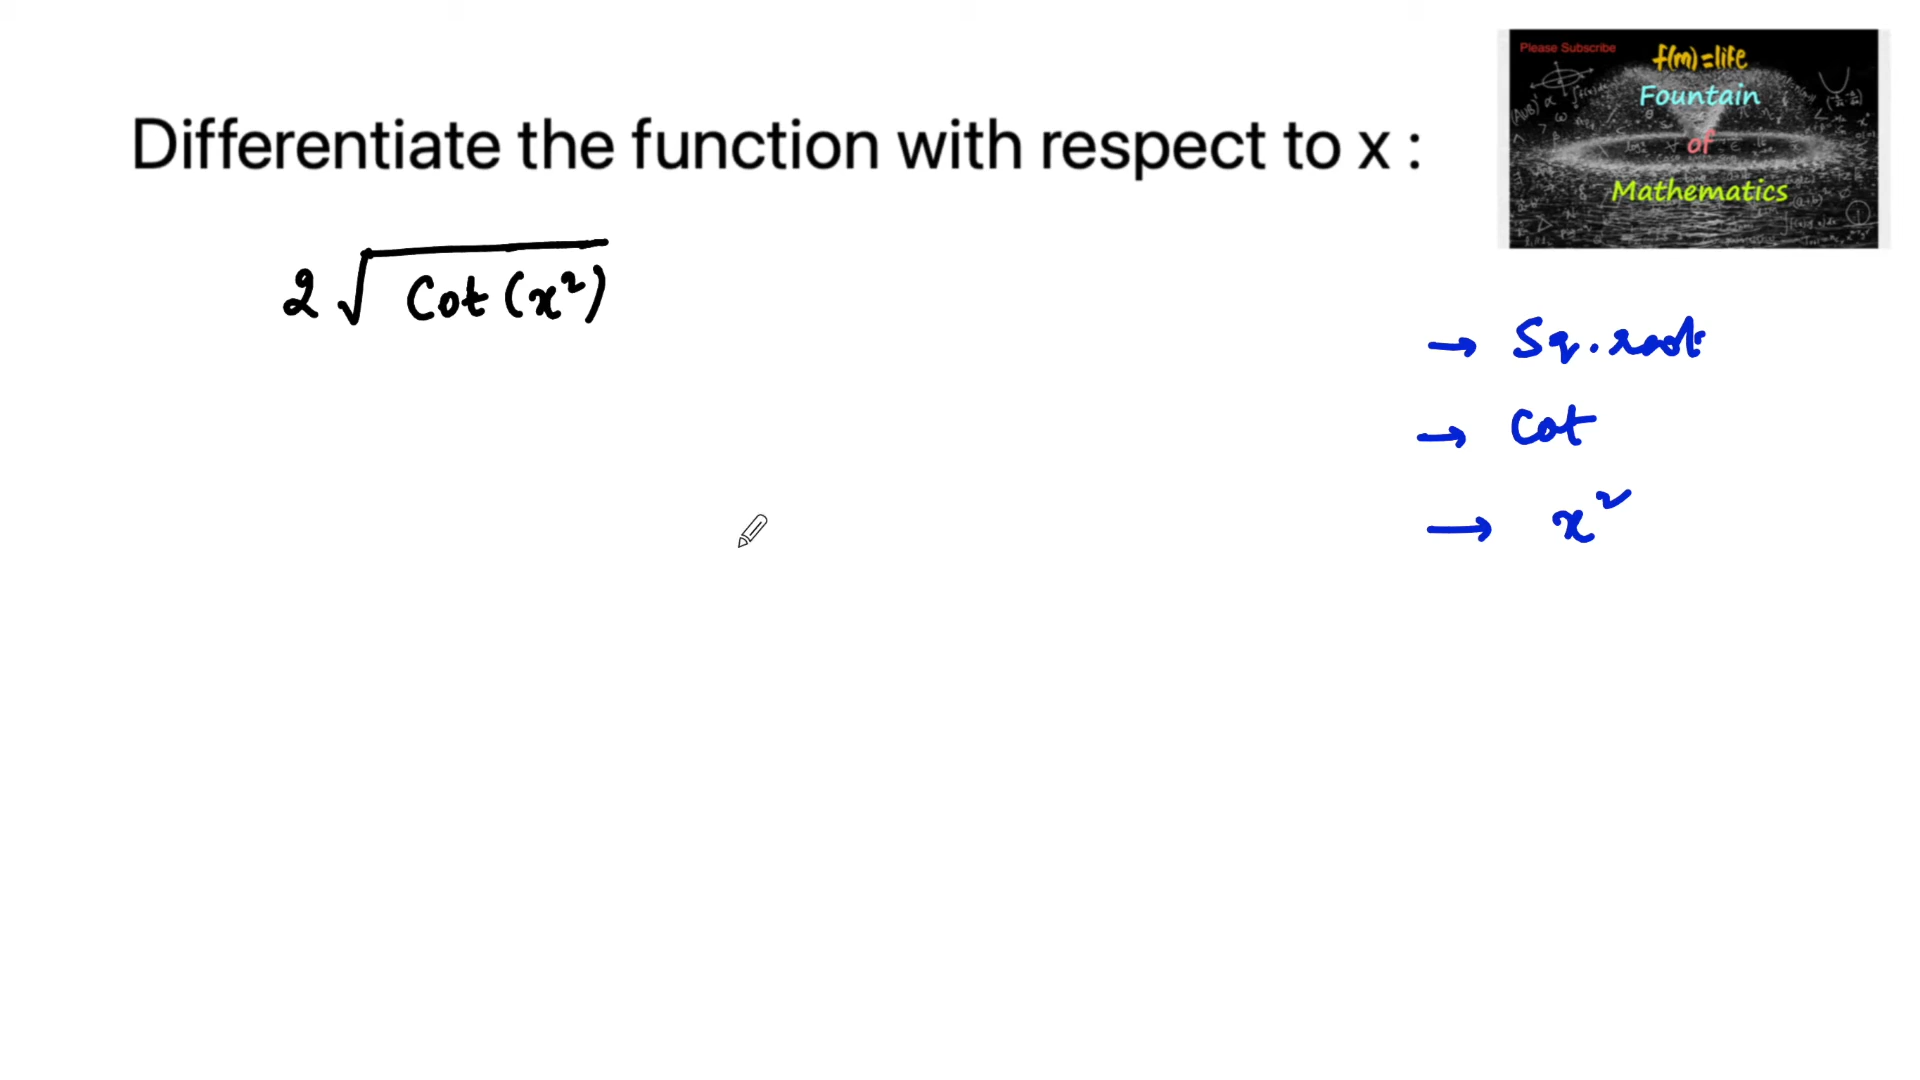 Please Subscribe
f(m)=life
Fountain
of
Mathematics
Differentiate the function with respect to x :
2√Cot(x²)
→ Sq. root
→ Cot
→ x²